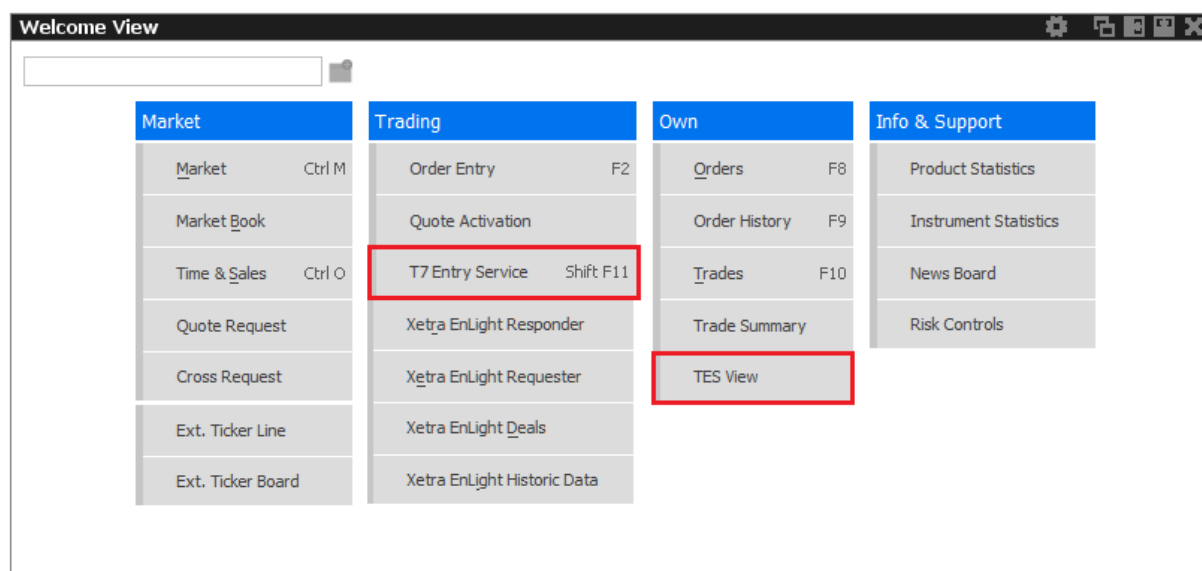 Welcome View
Market
Market Ctrl M
Market Book
Time & Sales Ctrl O
Quote Request
Cross Request
Ext. Ticker Line
Ext. Ticker Board
Trading
Order Entry F2
Quote Activation
T7 Entry Service Shift F11
Xetra EnLight Responder
Xetra EnLight Requester
Xetra EnLight Deals
Xetra EnLight Historic Data
Own
Orders F8
Order History F9
Trades F10
Trade Summary
TES View
Info & Support
Product Statistics
Instrument Statistics
News Board
Risk Controls